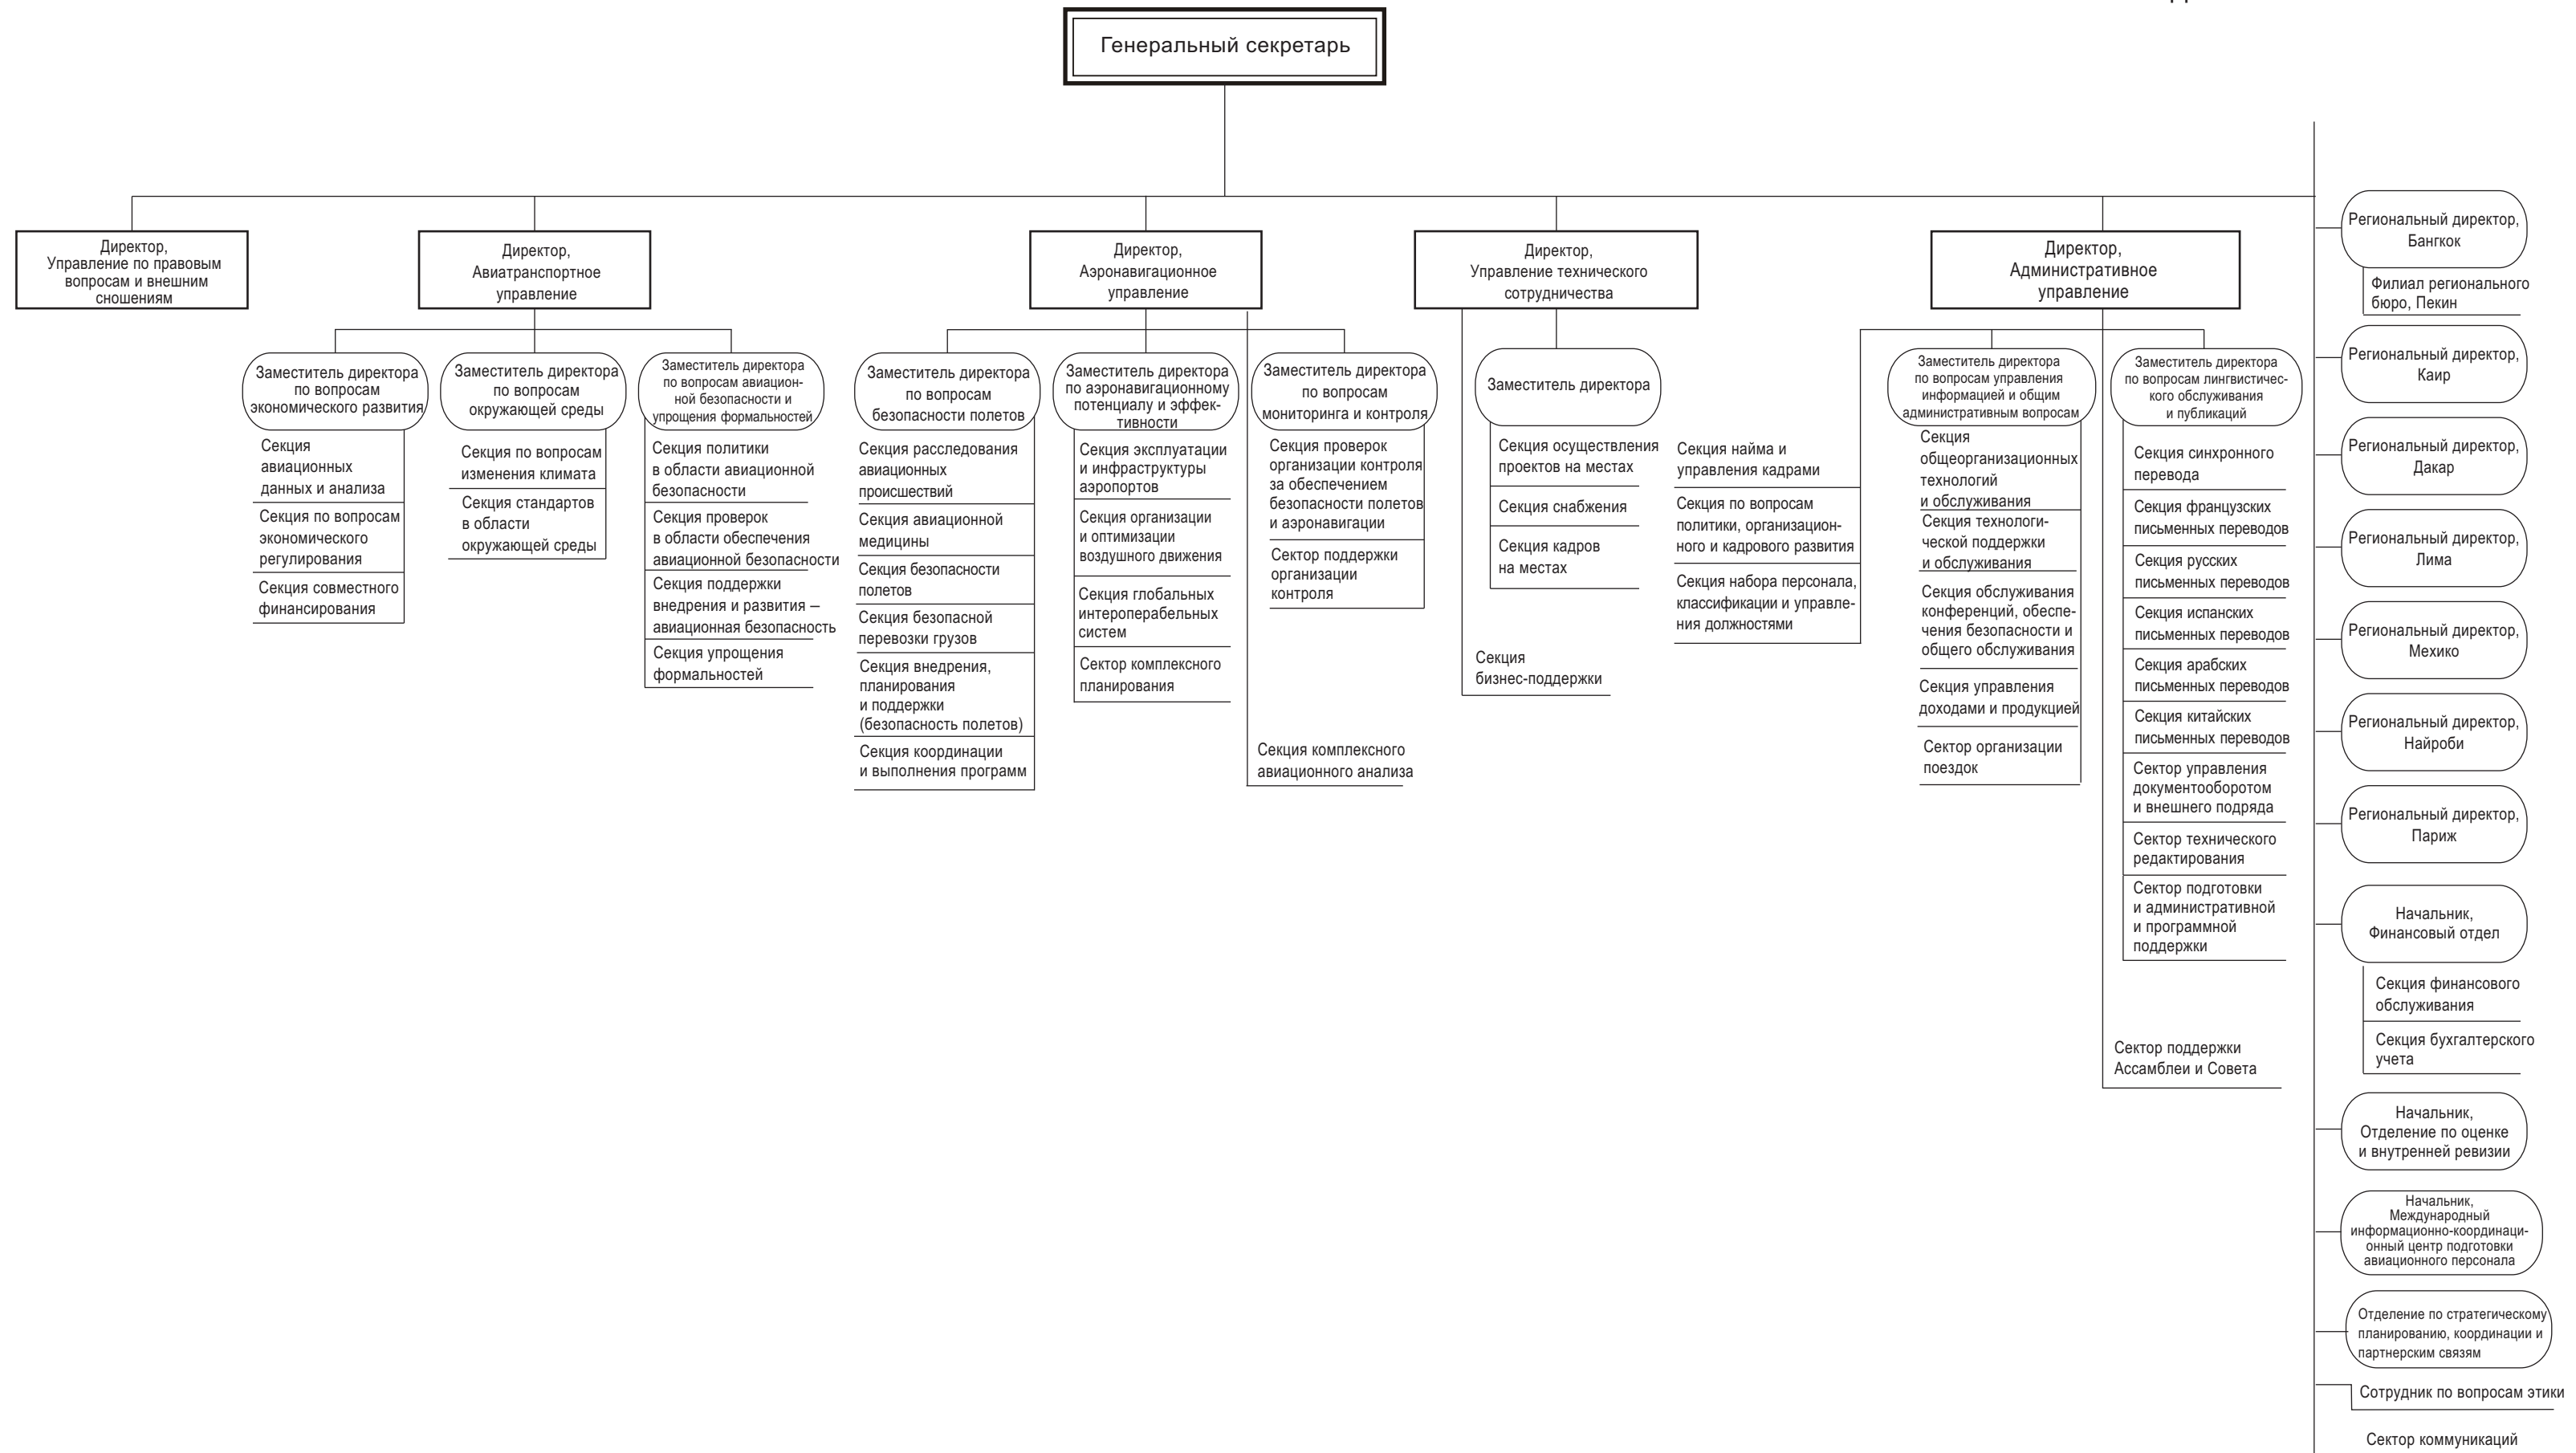 Генеральный секретарь
Директор,
Управление по правовым
вопросам и внешним
сношениям
Директор,
Авиатранспортное
управление
Заместитель директора
по вопросам
экономического развития
Секция
авиационных
данных и анализа
Секция по вопросам
экономического
регулирования
Секция совместного
финансирования
Заместитель директора
по вопросам
окружающей среды
Секция по вопросам
изменения климата
Секция стандартов
в области
окружающей среды
Заместитель директора
по вопросам авиацион-
ной безопасности и
упрощения формальностей
Секция политики
в области авиационной
безопасности
Секция проверок
в области обеспечения
авиационной безопасности
Секция поддержки
внедрения и развития –
авиационная безопасность
Секция упрощения
формальностей
Директор,
Аэронавигационное
управление
Заместитель директора
по вопросам
безопасности полетов
Секция расследования
авиационных
происшествий
Секция авиационной
медицины
Секция безопасности
полетов
Секция безопасной
перевозки грузов
Секция внедрения,
планирования
и поддержки
(безопасность полетов)
Секция координации
и выполнения программ
Заместитель директора
по аэронавигационному
потенциалу и эффек-
тивности
Секция эксплуатации
и инфраструктуры
аэропортов
Секция организации
и оптимизации
воздушного движения
Секция глобальных
интероперабельных
систем
Сектор комплексного
планирования
Заместитель директора
по вопросам
мониторинга и контроля
Секция проверок
организации контроля
за обеспечением
безопасности полетов
и аэронавигации
Сектор поддержки
организации
контроля
Секция комплексного
авиационного анализа
Директор,
Управление технического
сотрудничества
Заместитель директора
Секция осуществления
проектов на местах
Секция снабжения
Секция кадров
на местах
Секция
бизнес-поддержки
Директор,
Административное
управление
Секция найма и
управления кадрами
Секция по вопросам
политики, организацион-
ного и кадрового развития
Секция набора персонала,
классификации и управле-
ния должностями
Заместитель директора
по вопросам управления
информацией и общим
административным вопросам
Секция
общеорганизационных
технологий
и обслуживания
Секция технологи-
ческой поддержки
и обслуживания
Секция обслуживания
конференций, обеспе-
чения безопасности и
общего обслуживания
Секция управления
доходами и продукцией
Сектор организации
поездок
Заместитель директора
по вопросам лингвистичес-
кого обслуживания
и публикаций
Секция синхронного
перевода
Секция французских
письменных переводов
Секция русских
письменных переводов
Секция испанских
письменных переводов
Секция арабских
письменных переводов
Секция китайских
письменных переводов
Сектор управления
документооборотом
и внешнего подряда
Сектор технического
редактирования
Сектор подготовки
и административной
и программной
поддержки
Сектор поддержки
Ассамблеи и Совета
Региональный директор,
Бангкок
Филиал регионального
бюро, Пекин
Региональный директор,
Каир
Региональный директор,
Дакар
Региональный директор,
Лима
Региональный директор,
Мехико
Региональный директор,
Найроби
Региональный директор,
Париж
Начальник,
Финансовый отдел
Секция финансового
обслуживания
Секция бухгалтерского
учета
Начальник,
Отделение по оценке
и внутренней ревизии
Начальник,
Международный
информационно-координаци-
онный центр подготовки
авиационного персонала
Отделение по стратегическому
планированию, координации и
партнерским связям
Сотрудник по вопросам этики
Сектор коммуникаций